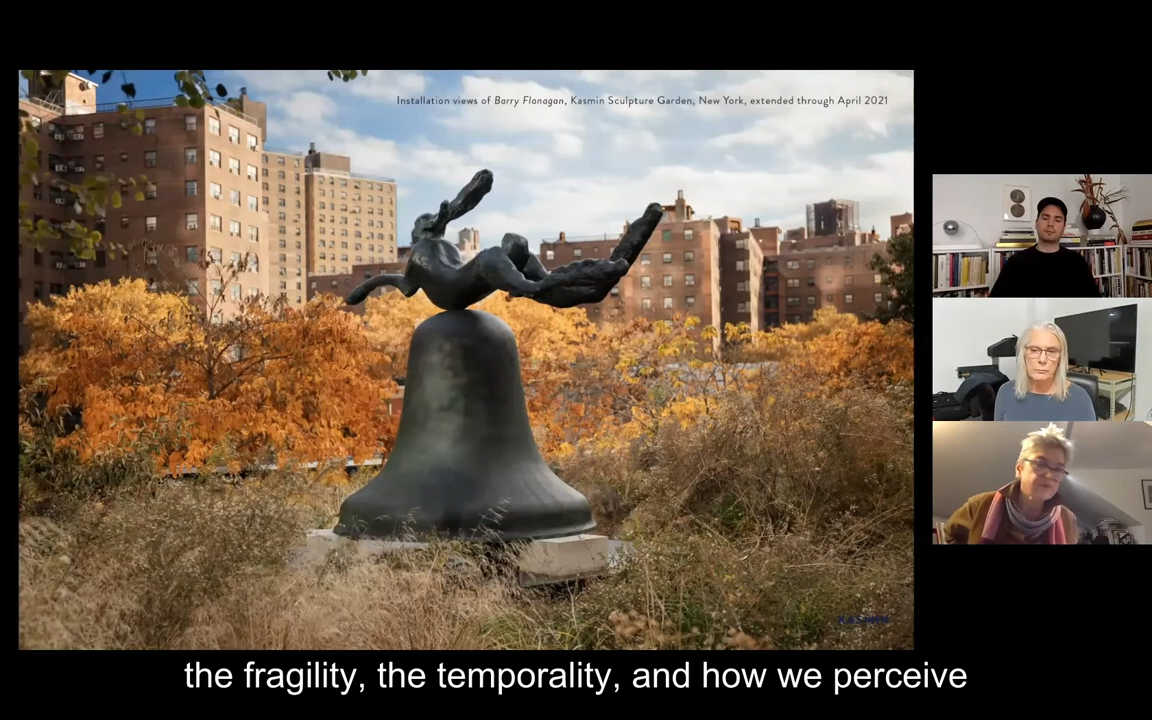 Installation views of Barry Flanagan, Kasmin Sculpture Garden, New York, extended through April 2021
KASMIN
the fragility, the temporality, and how we perceive